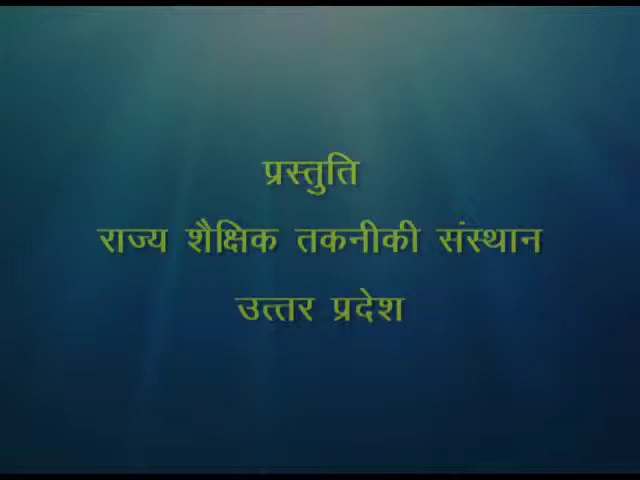 प्रस्तुति
राज्य शैक्षिक तकनीकी संस्थान
उत्तर प्रदेश